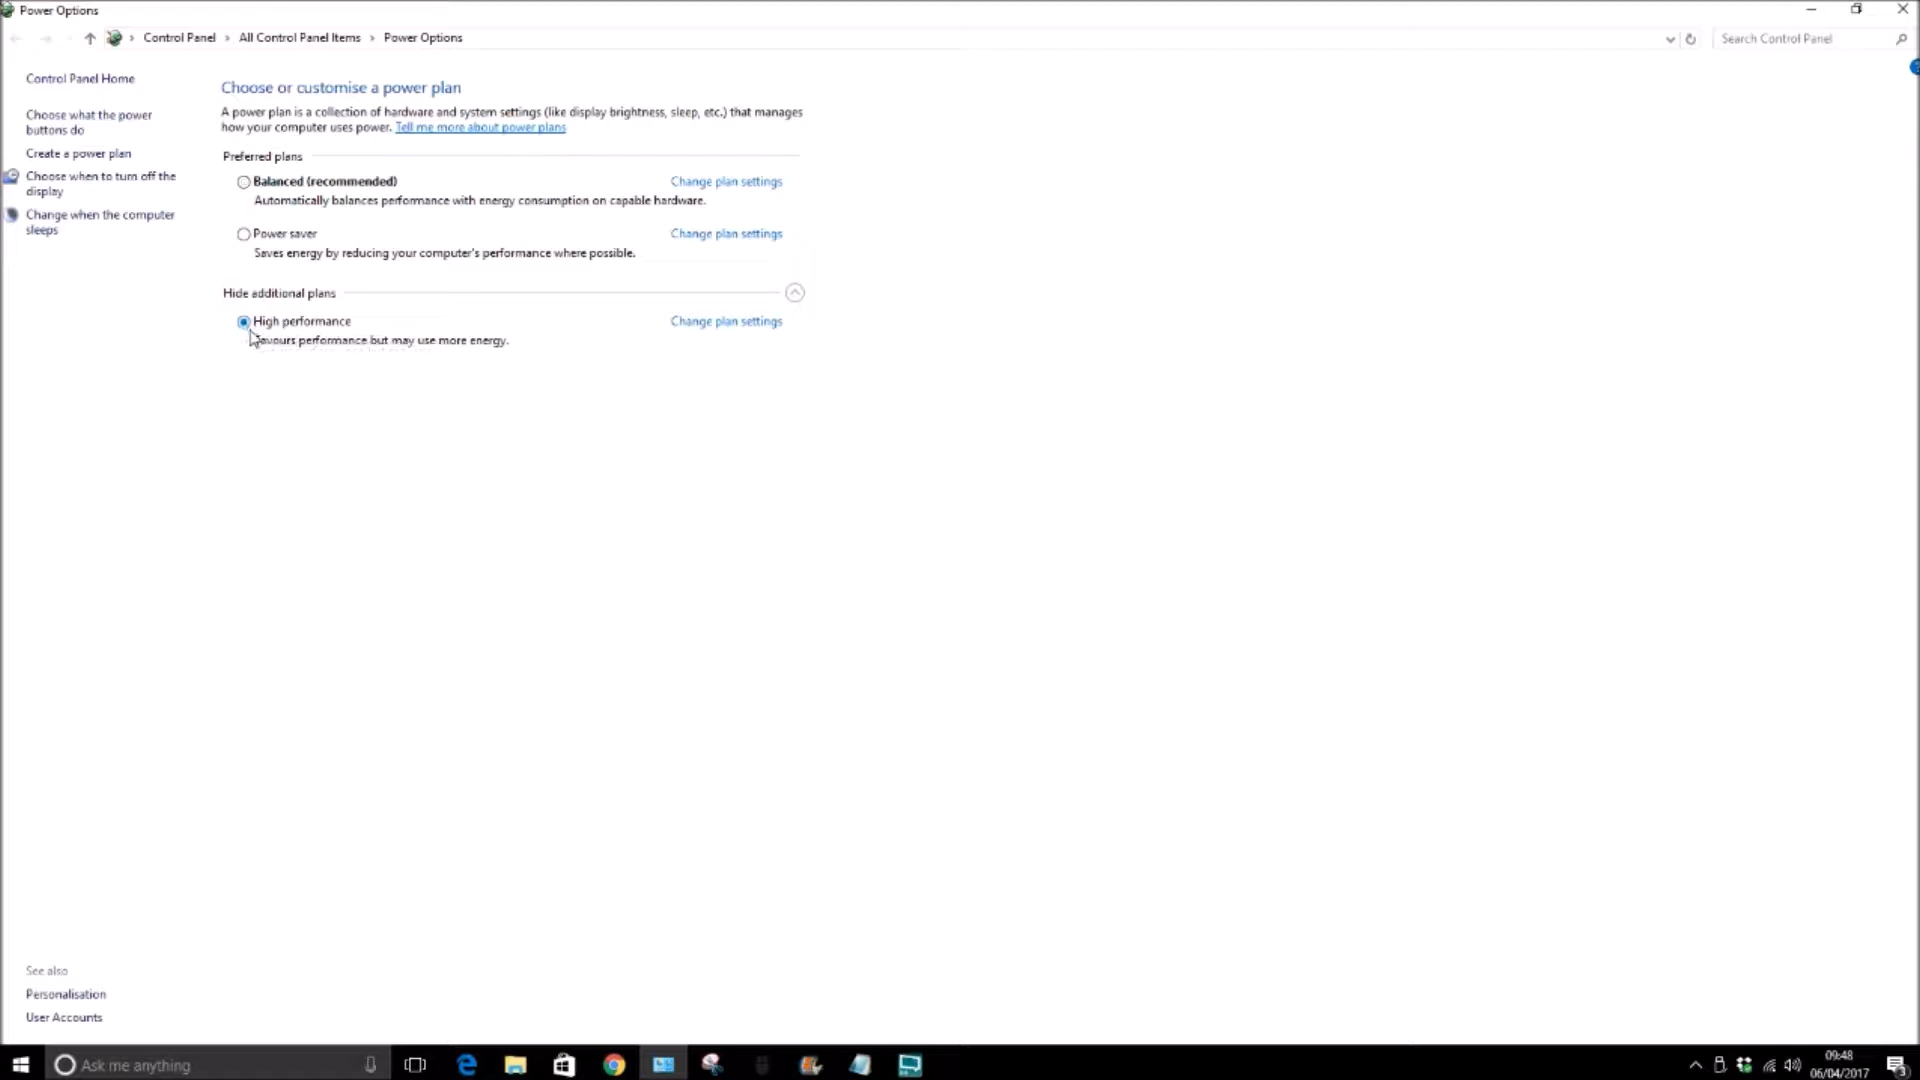 Power Options
Control Panel > All Control Panel Items > Power Options
Search Control Panel
Control Panel Home
Choose what the power
buttons do
Create a power plan
Choose when to turn off the
display
Change when the computer
sleeps
Choose or customise a power plan
A power plan is a collection of hardware and system settings (like display brightness, sleep, etc.) that manages
how your computer uses power. Tell me more about power plans
Preferred plans
Balanced (recommended) Change plan settings
Automatically balances performance with energy consumption on capable hardware.
Power saver Change plan settings
Saves energy by reducing your computer's performance where possible.
Hide additional plans
High performance Change plan settings
Favours performance but may use more energy.
See also
Personalisation
User Accounts
Ask me anything
09:48
06/04/2017
3